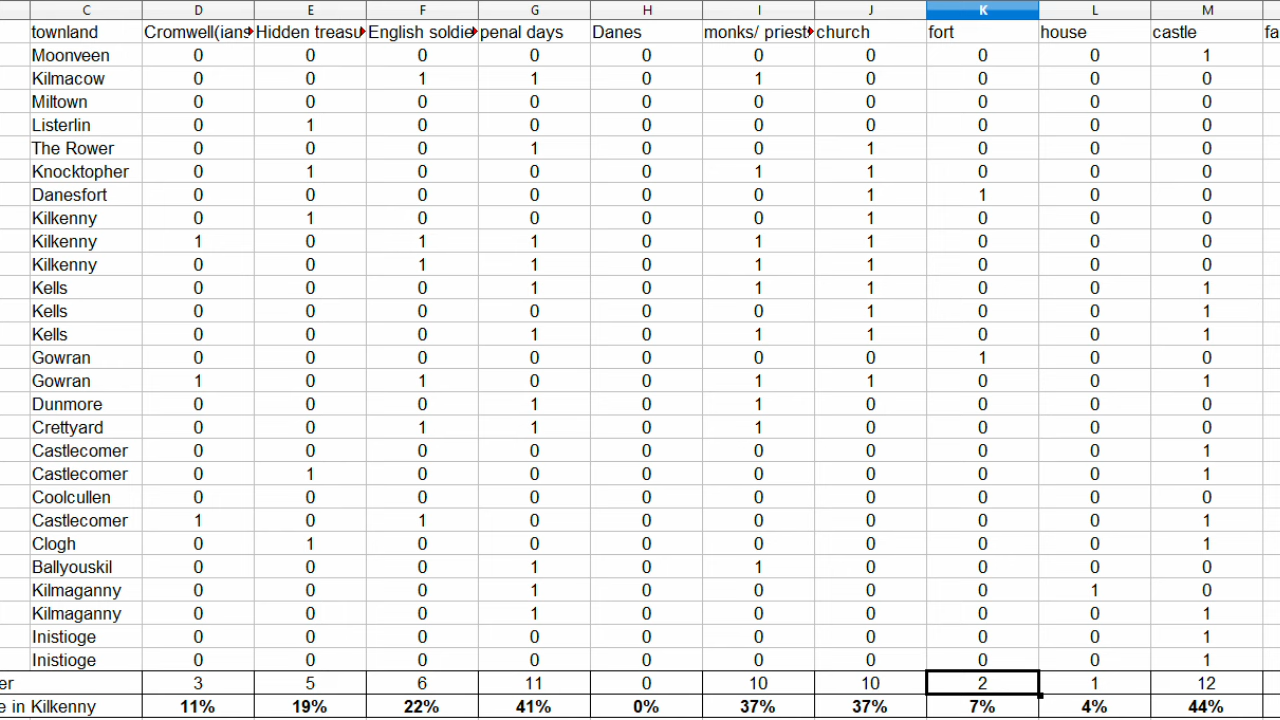 C D E F G H I J K L M
townland Cromwell(ians Hidden treasu English soldie penal days Danes monks/ priest church fort house castle fa
Moonveen 0 0 0 0 0 0 0 0 0 1
Kilmacow 0 0 1 1 0 1 0 0 0 0
Miltown 0 0 0 0 0 0 0 0 0 0
Listerlin 0 1 0 0 0 0 0 0 0 0
The Rower 0 0 0 1 0 0 1 0 0 0
Knocktopher 0 1 0 0 0 1 1 0 0 0
Danesfort 0 0 0 0 0 0 1 1 0 0
Kilkenny 0 1 0 0 0 0 1 0 0 0
Kilkenny 1 0 1 1 0 1 1 0 0 0
Kilkenny 0 0 1 1 0 1 1 0 0 0
Kells 0 0 0 1 0 1 1 0 0 1
Kells 0 0 0 0 0 0 1 0 0 1
Kells 0 0 0 1 0 1 1 0 0 1
Gowran 0 0 0 0 0 0 0 1 0 0
Gowran 1 0 1 0 0 1 1 0 0 1
Dunmore 0 0 0 1 0 1 0 0 0 0
Crettyard 0 0 1 1 0 1 0 0 0 0
Castlecomer 0 0 0 0 0 0 0 0 0 1
Castlecomer 0 1 0 0 0 0 0 0 0 1
Coolcullen 0 0 0 0 0 0 0 0 0 0
Castlecomer 1 0 1 0 0 0 0 0 0 1
Clogh 0 1 0 0 0 0 0 0 0 1
Ballyouskil 0 0 0 1 0 1 0 0 0 0
Kilmaganny 0 0 0 1 0 0 0 0 1 0
Kilmaganny 0 0 0 1 0 0 0 0 0 1
Inistioge 0 0 0 0 0 0 0 0 0 1
Inistioge 0 0 0 0 0 0 0 0 0 1
er 3 5 6 11 0 10 10 2 1 12
e in Kilkenny 11% 19% 22% 41% 0% 37% 37% 7% 4% 44%